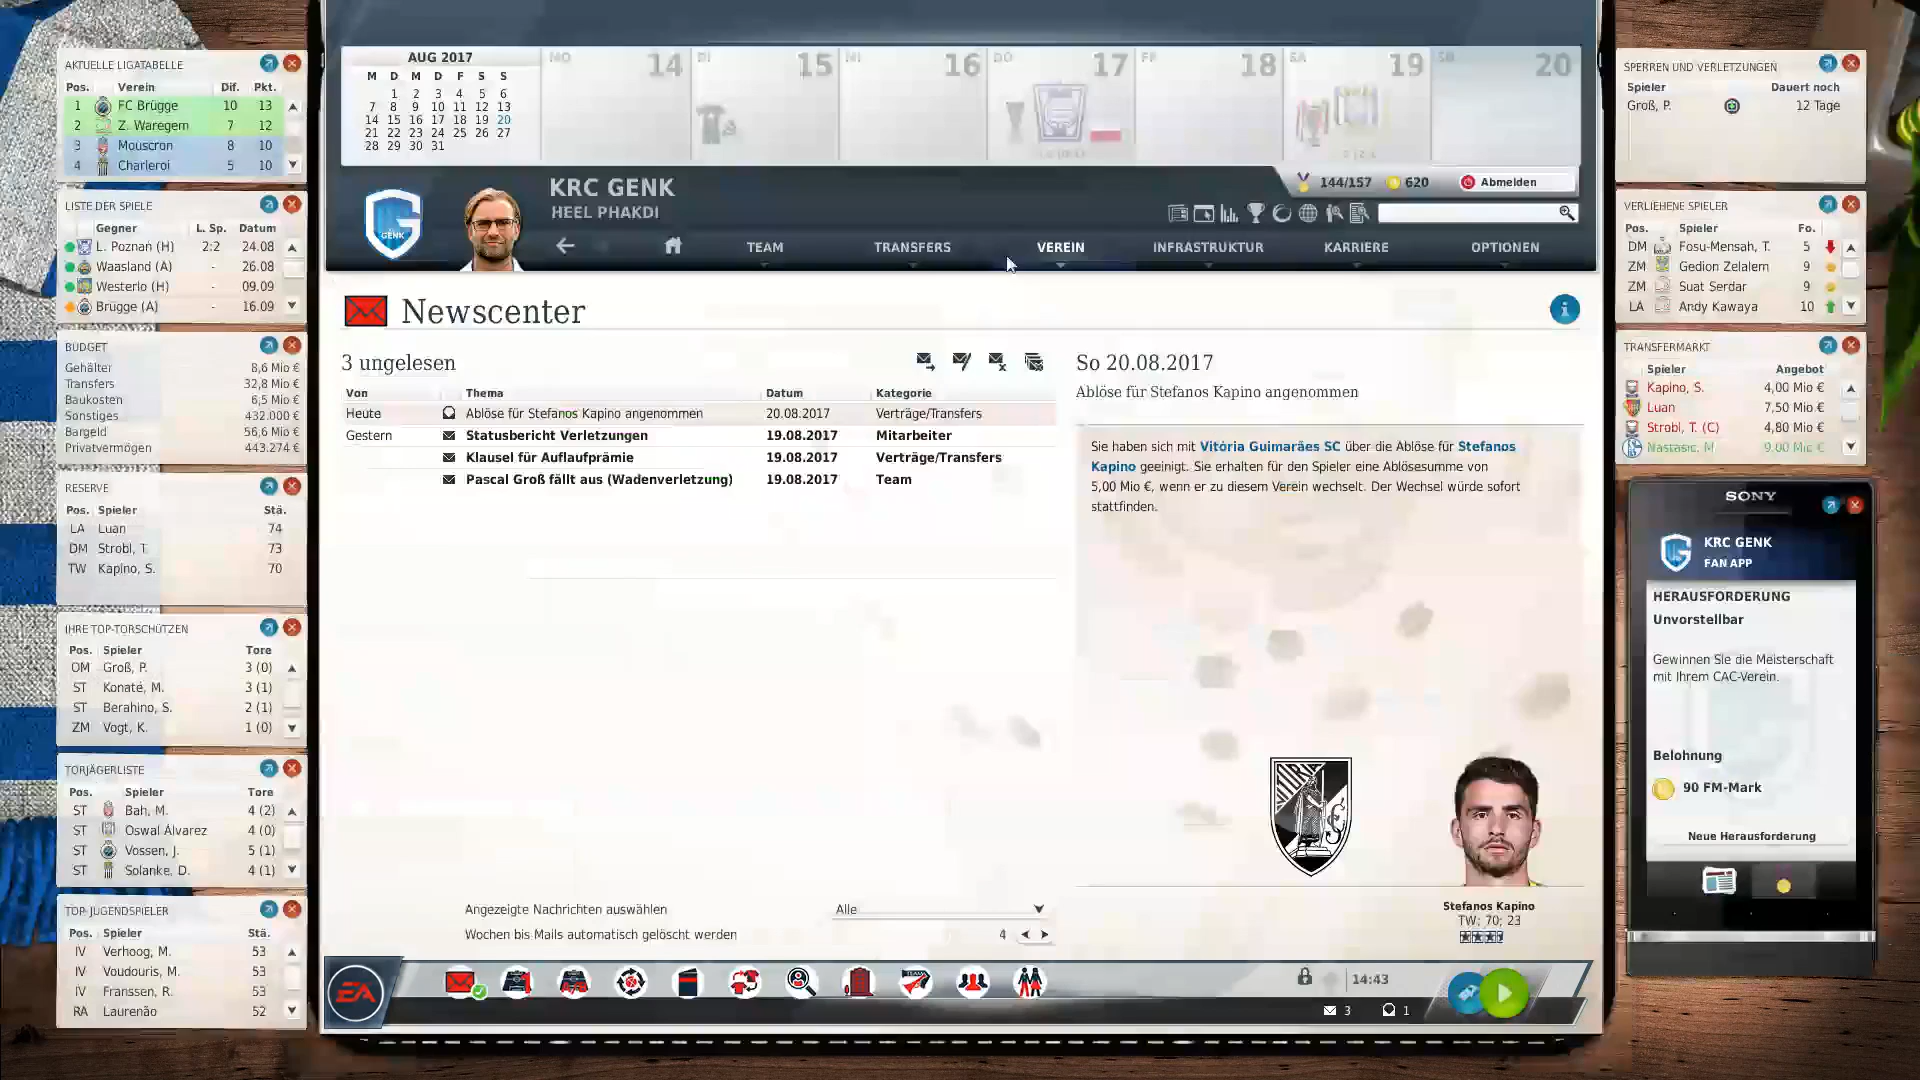 AKTUELLE LIGATABELLE
Pos. Verein Dif. Pkt.
1 FC Brügge 10 13
2 Z. Waregem 7 12
3 Mouscron 8 10
4 Charleroi 5 10
LISTE DER SPIELE
Gegner L. Sp. Datum
L. Poznań (H) 2:2 24.08
Waasland (A) - 26.08
Westerlo (H) - 09.09
Brügge (A) - 16.09
BUDGET
Gehälter 8,6 Mio €
Transfers 32,8 Mio €
Baukosten 6,5 Mio €
Sonstiges 432.000 €
Bargeld 56,6 Mio €
Privatvermögen 443.274 €
RESERVE
Pos. Spieler Stä.
LA Luan 74
DM Strobl, T. 73
TW Kapino, S. 70
IHRE TOP-TORSCHÜTZEN
Pos. Spieler Tore
OM Groß, P. 3 (0)
ST Konaté, M. 3 (1)
ST Berahino, S. 2 (1)
ZM Vogt, K. 1 (0)
TORJÄGERLISTE
Pos. Spieler Tore
ST Bah, M. 4 (2)
ST Oswal Álvarez 4 (0)
ST Vossen, J. 5 (1)
ST Solanke, D. 4 (1)
TOP-JUGENDSPIELER
Pos. Spieler Stä.
IV Verhoog, M. 53
IV Voudouris, M. 53
IV Franssen, R. 53
RA Laurenão 52
AUG 2017
M D M D F S S
1 2 3 4 5 6
7 8 9 10 11 12 13
14 15 16 17 18 19 20
21 22 23 24 25 26 27
28 29 30 31
MO 14 DI 15 MI 16 DO 17 FR 18 SA 19 SO 20
144/157 620 Abmelden
KRC GENK
HEEL PHAKDI
GENK
TEAM TRANSFERS VEREIN INFRASTRUKTUR KARRIERE OPTIONEN
Newscenter
3 ungelesen
Von Thema Datum Kategorie
Heute Ablöse für Stefanos Kapino angenommen 20.08.2017 Verträge/Transfers
Gestern Statusbericht Verletzungen 19.08.2017 Mitarbeiter
Klausel für Auflaufprämie 19.08.2017 Verträge/Transfers
Pascal Groß fällt aus (Wadenverletzung) 19.08.2017 Team
Angezeigte Nachrichten auswählen Alle
Wochen bis Mails automatisch gelöscht werden 4
So 20.08.2017
Ablöse für Stefanos Kapino angenommen
Sie haben sich mit Vitória Guimarães SC über die Ablöse für Stefanos
Kapino geeinigt. Sie erhalten für den Spieler eine Ablösesumme von
5,00 Mio €, wenn er zu diesem Verein wechselt. Der Wechsel würde sofort
stattfinden.
Stefanos Kapino
TW; 70; 23
EA
14:43
3 1
SPERREN UND VERLETZUNGEN
Spieler Dauert noch
Groß, P. 12 Tage
VERLIEHENE SPIELER
Pos. Spieler Fo.
DM Fosu-Mensah, T. 5
ZM Gedion Zelalem 9
ZM Suat Serdar 9
LA Andy Kawaya 10
TRANSFERMARKT
Spieler Angebot
Kapino, S. 4,00 Mio €
Luan 7,50 Mio €
Strobl, T. (C) 4,80 Mio €
Nastasic, M 9,00 Mio €
SONY
KRC GENK
FAN APP
HERAUSFORDERUNG
Unvorstellbar
Gewinnen Sie die Meisterschaft
mit Ihrem CAC-Verein.
Belohnung
90 FM-Mark
Neue Herausforderung